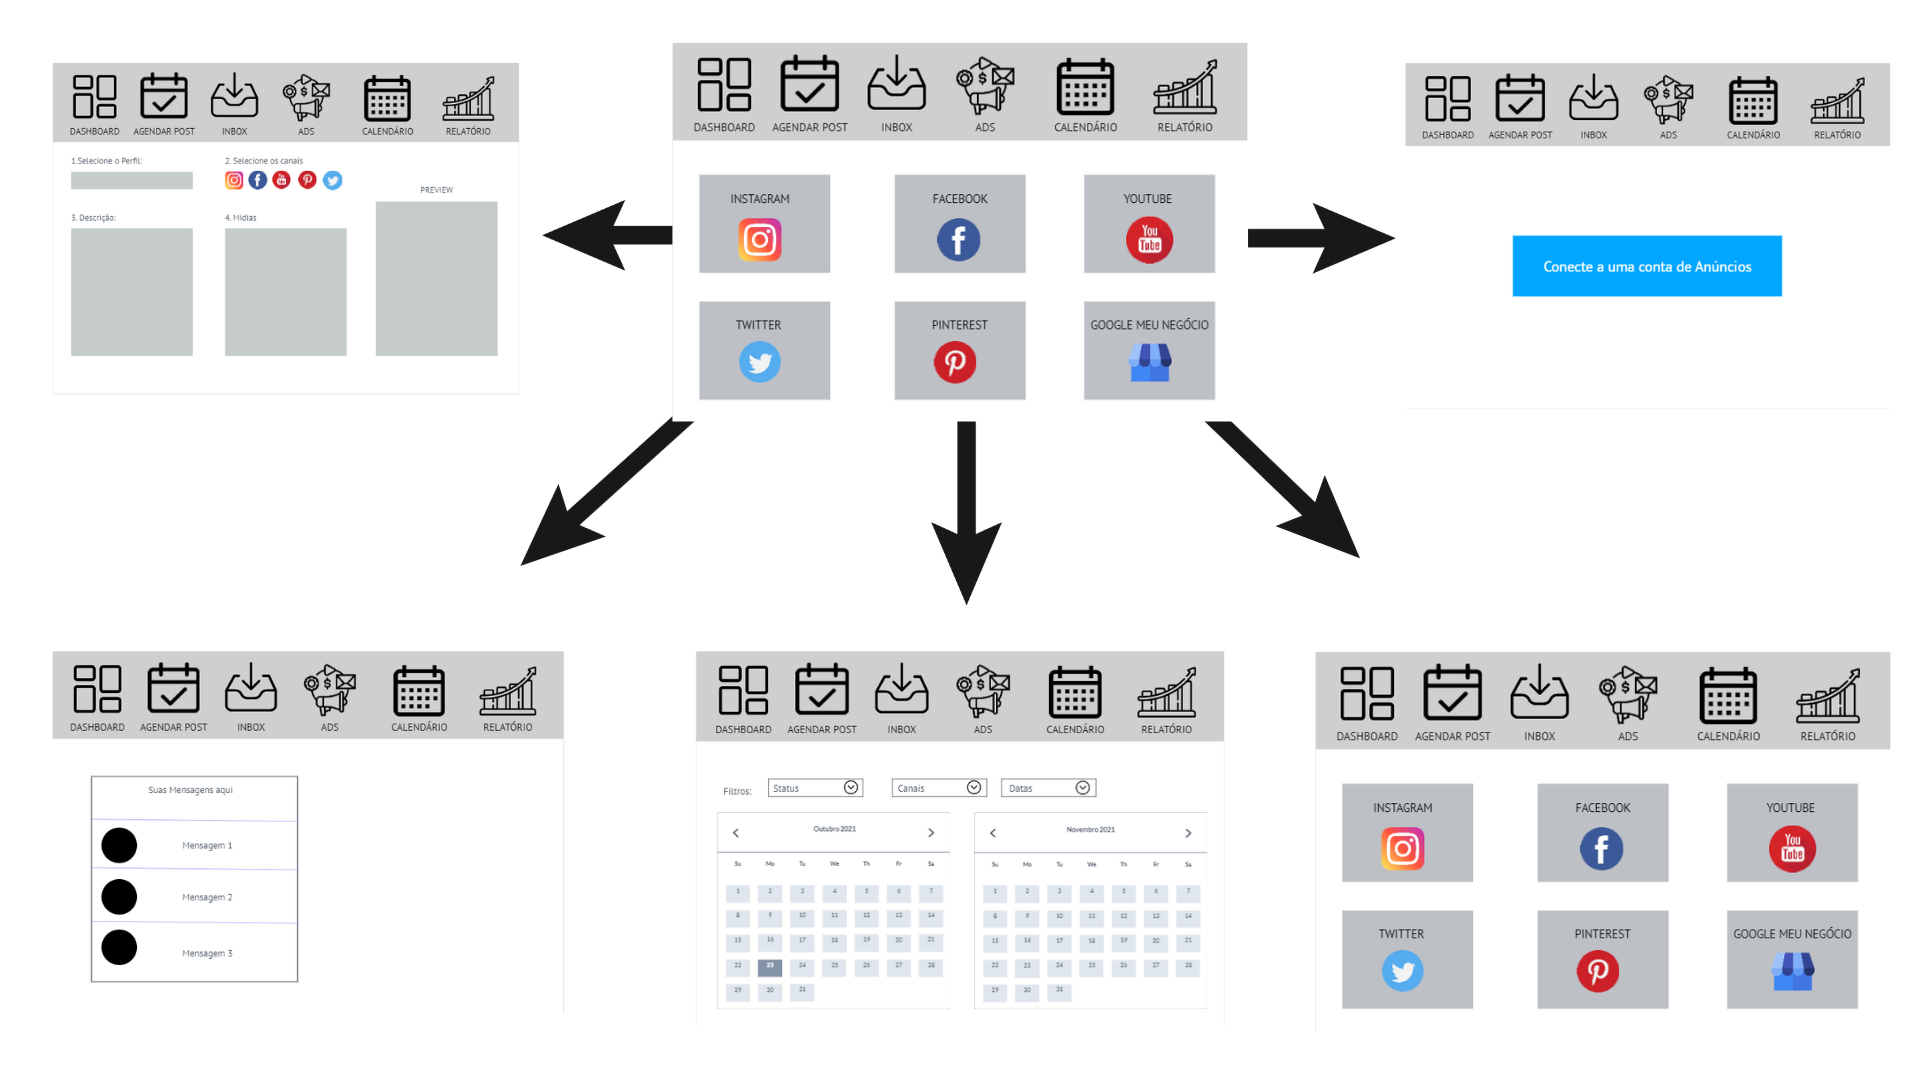 DASHBOARD AGENDAR POST INBOX ADS CALENDÁRIO RELATÓRIO
1.Selecione o Perfil: 2. Selecione os canais
PREVIEW
3. Descrição: 4. Mídias
DASHBOARD AGENDAR POST INBOX ADS CALENDÁRIO RELATÓRIO
INSTAGRAM FACEBOOK YOUTUBE
You
Tube
TWITTER PINTEREST GOOGLE MEU NEGÓCIO
DASHBOARD AGENDAR POST INBOX ADS CALENDÁRIO RELATÓRIO
Conecte a uma conta de Anúncios
DASHBOARD AGENDAR POST INBOX ADS CALENDÁRIO RELATÓRIO
Suas Mensagens aqui
Mensagem 1
Mensagem 2
Mensagem 3
DASHBOARD AGENDAR POST INBOX ADS CALENDÁRIO RELATÓRIO
Filtros: Status Canais Datas
Outubro 2021
Su Mo Tu We Th Fr Sa
1 2 3 4 5 6 7
8 9 10 11 12 13 14
15 16 17 18 19 20 21
22 23 24 25 26 27 28
29 30 31
Novembro 2021
Su Mo Tu We Th Fr Sa
1 2 3 4 5 6 7
8 9 10 11 12 13 14
15 16 17 18 19 20 21
22 23 24 25 26 27 28
29 30 31
DASHBOARD AGENDAR POST INBOX ADS CALENDÁRIO RELATÓRIO
INSTAGRAM FACEBOOK YOUTUBE
You
Tube
TWITTER PINTEREST GOOGLE MEU NEGÓCIO